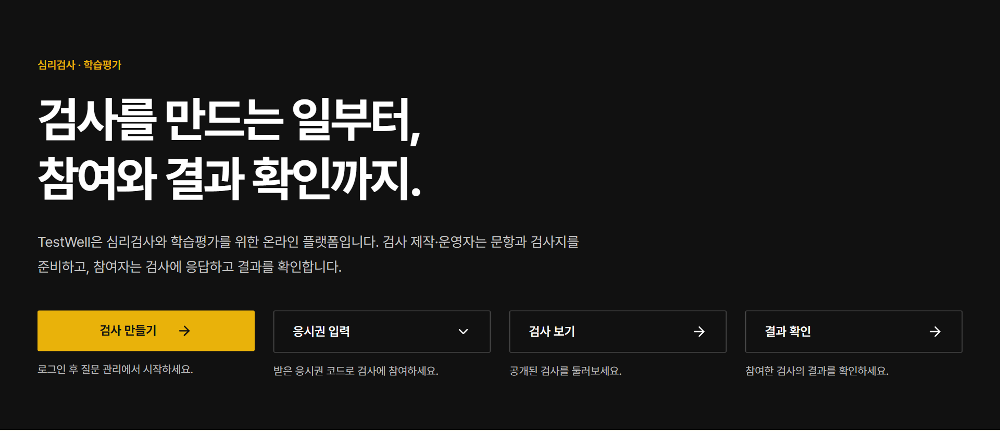 심리검사 · 학습평가
검사를 만드는 일부터,
참여와 결과 확인까지.
TestWell은 심리검사와 학습평가를 위한 온라인 플랫폼입니다. 검사 제작·운영자는 문항과 검사지를
준비하고, 참여자는 검사에 응답하고 결과를 확인합니다.
검사 만들기
로그인 후 질문 관리에서 시작하세요.
응시권 입력
받은 응시권 코드로 검사에 참여하세요.
검사 보기
공개된 검사를 둘러보세요.
결과 확인
참여한 검사의 결과를 확인하세요.